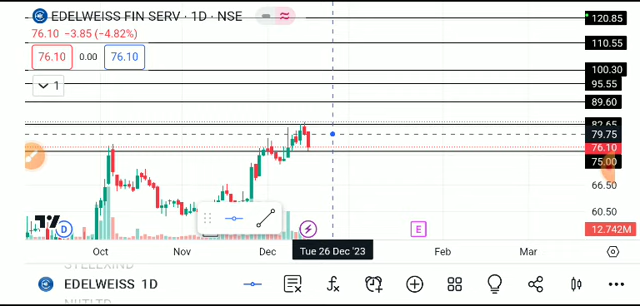 EDELWEISS FIN SERV · 1D · NSE
76.10 −3.85 (−4.82%)
76.10 0.00 76.10
1
120.85
110.55
100.30
95.55
89.60
82.65
79.75
76.10
75.00
66.50
60.50
12.742M
D
E
Oct Nov Dec Tue 26 Dec '23 Feb Mar
EDELWEISS 1D